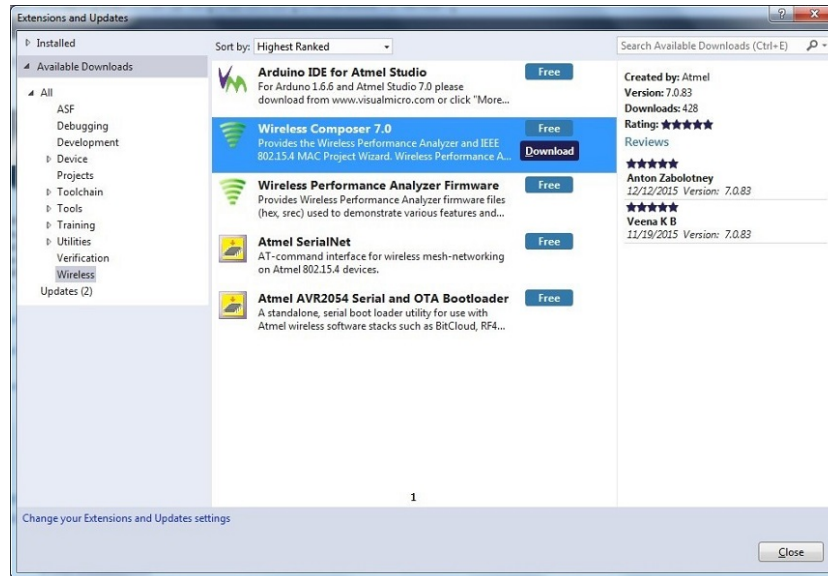 Extensions and Updates
Installed
Available Downloads
All
ASF
Debugging
Development
Device
Projects
Toolchain
Tools
Training
Utilities
Verification
Wireless
Updates (2)
Sort by: Highest Ranked
Arduino IDE for Atmel Studio
Free
For Arduino 1.6.6 and Atmel Studio 7.0 please
download from www.visualmicro.com or click "More...
Wireless Composer 7.0
Free
Provides the Wireless Performance Analyzer and IEEE
802.15.4 MAC Project Wizard. Wireless Performance A...
Download
Wireless Performance Analyzer Firmware
Free
Provides Wireless Performance Analyzer firmware files
(hex, srec) used to demonstrate various features and...
Atmel SerialNet
Free
AT-command interface for wireless mesh-networking
on Atmel 802.15.4 devices.
Atmel AVR2054 Serial and OTA Bootloader
Free
A standalone, serial boot loader utility for use with
Atmel wireless software stacks such as BitCloud, RF4...
1
Search Available Downloads (Ctrl+E)
Created by: Atmel
Version: 7.0.83
Downloads: 428
Rating: ★★★★★
Reviews
★★★★★
Anton Zabolotney
12/12/2015 Version: 7.0.83
★★★★★
Veena K B
11/19/2015 Version: 7.0.83
Change your Extensions and Updates settings
Close